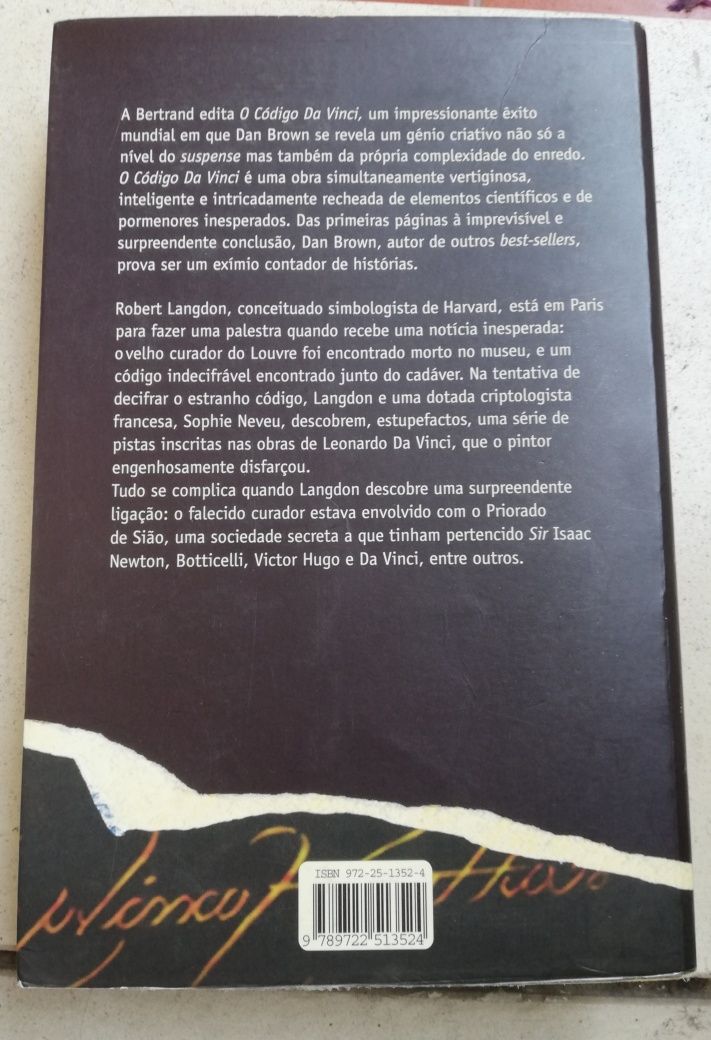 A Bertrand edita O Código Da Vinci, um impressionante êxito
mundial em que Dan Brown se revela um génio criativo não só a
nível do suspense mas também da própria complexidade do enredo.
O Código Da Vinci é uma obra simultaneamente vertiginosa,
inteligente e intricadamente recheada de elementos científicos e de
pormenores inesperados. Das primeiras páginas à imprevisível e
surpreendente conclusão, Dan Brown, autor de outros best-sellers,
prova ser um exímio contador de histórias.
Robert Langdon, conceituado simbologista de Harvard, está em Paris
para fazer uma palestra quando recebe uma notícia inesperada:
o velho curador do Louvre foi encontrado morto no museu, e um
código indecifrável encontrado junto do cadáver. Na tentativa de
decifrar o estranho código, Langdon e uma dotada criptologista
francesa, Sophie Neveu, descobrem, estupefactos, uma série de
pistas inscritas nas obras de Leonardo Da Vinci, que o pintor
engenhosamente disfarçou.
Tudo se complica quando Langdon descobre uma surpreendente
ligação: o falecido curador estava envolvido com o Priorado
de Sião, uma sociedade secreta a que tinham pertencido Sir Isaac
Newton, Botticelli, Victor Hugo e Da Vinci, entre outros.
ISBN 972-25-1352-4
9 789722 513524